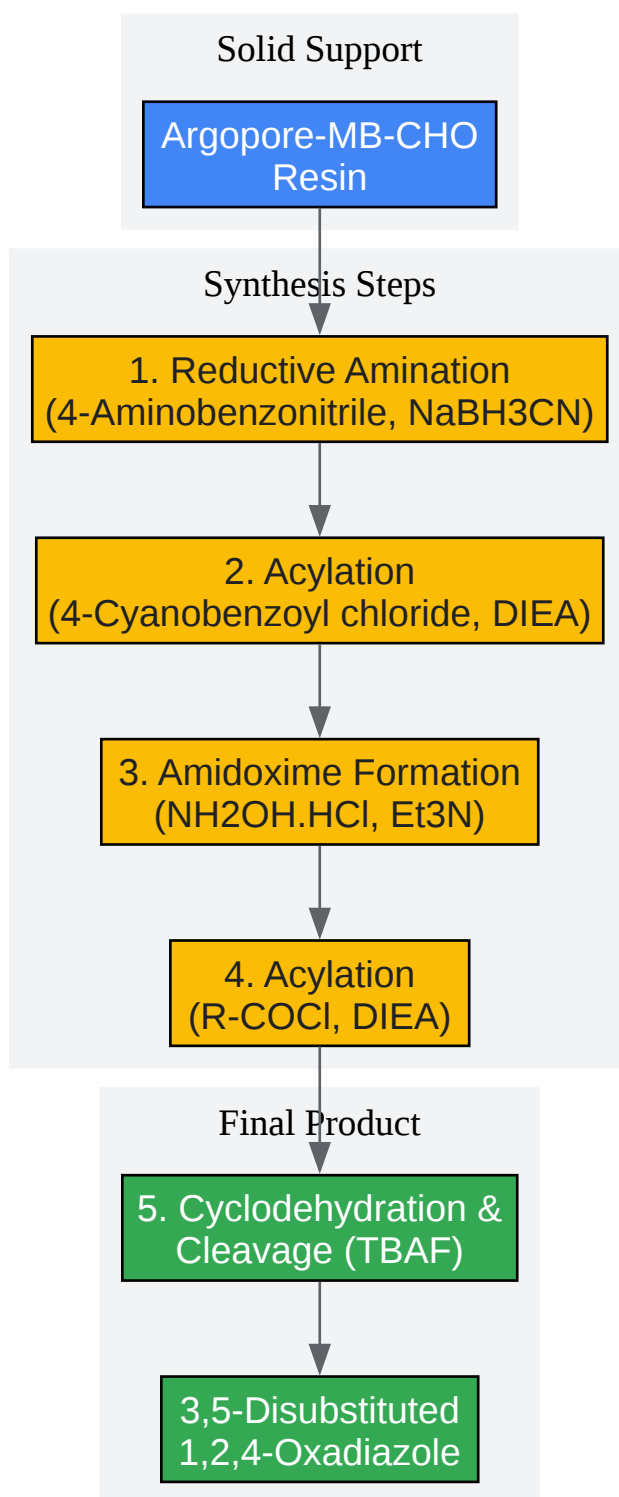 Solid Support
Argopore-MB-CHO
Resin
Synthesis Steps
1. Reductive Amination
(4-Aminobenzonitrile, NaBH3CN)
2. Acylation
(4-Cyanobenzoyl chloride, DIEA)
3. Amidoxime Formation
(NH2OH.HCl, Et3N)
4. Acylation
(R-COCl, DIEA)
Final Product
5. Cyclodehydration &
Cleavage (TBAF)
3,5-Disubstituted
1,2,4-Oxadiazole